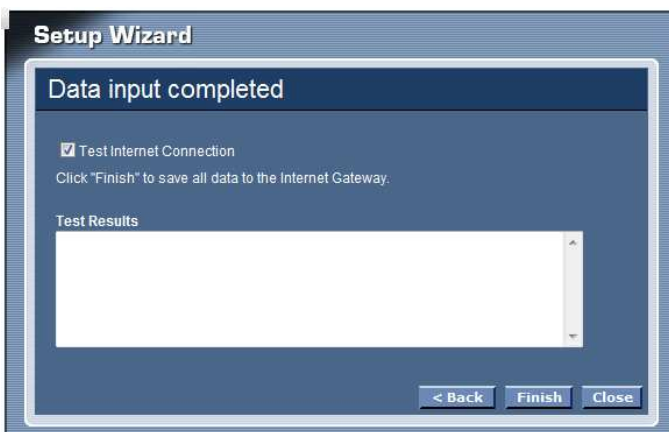 Setup Wizard
Data input completed
Test Internet Connection
Click "Finish" to save all data to the Internet Gateway.
Test Results
< Back Finish Close